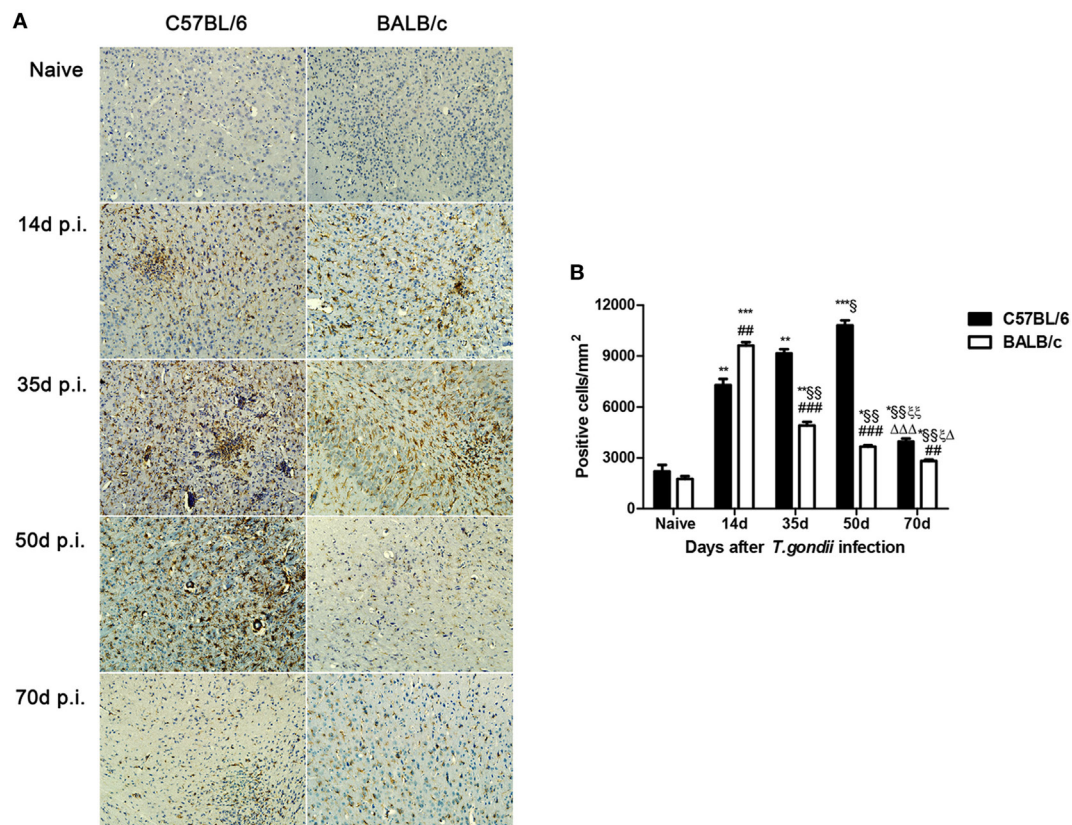 A
C57BL/6 BALB/c
Naive
14d p.i.
35d p.i.
50d p.i.
70d p.i.
B
12000
9000
6000
3000
0
Positive cells/mm²
** *** ## ** **§§ ### ***§ *§§ ### *§§ξξ ΔΔΔ *§§ξΔ ##
Naive 14d 35d 50d 70d
Days after T.gondii infection
C57BL/6
BALB/c